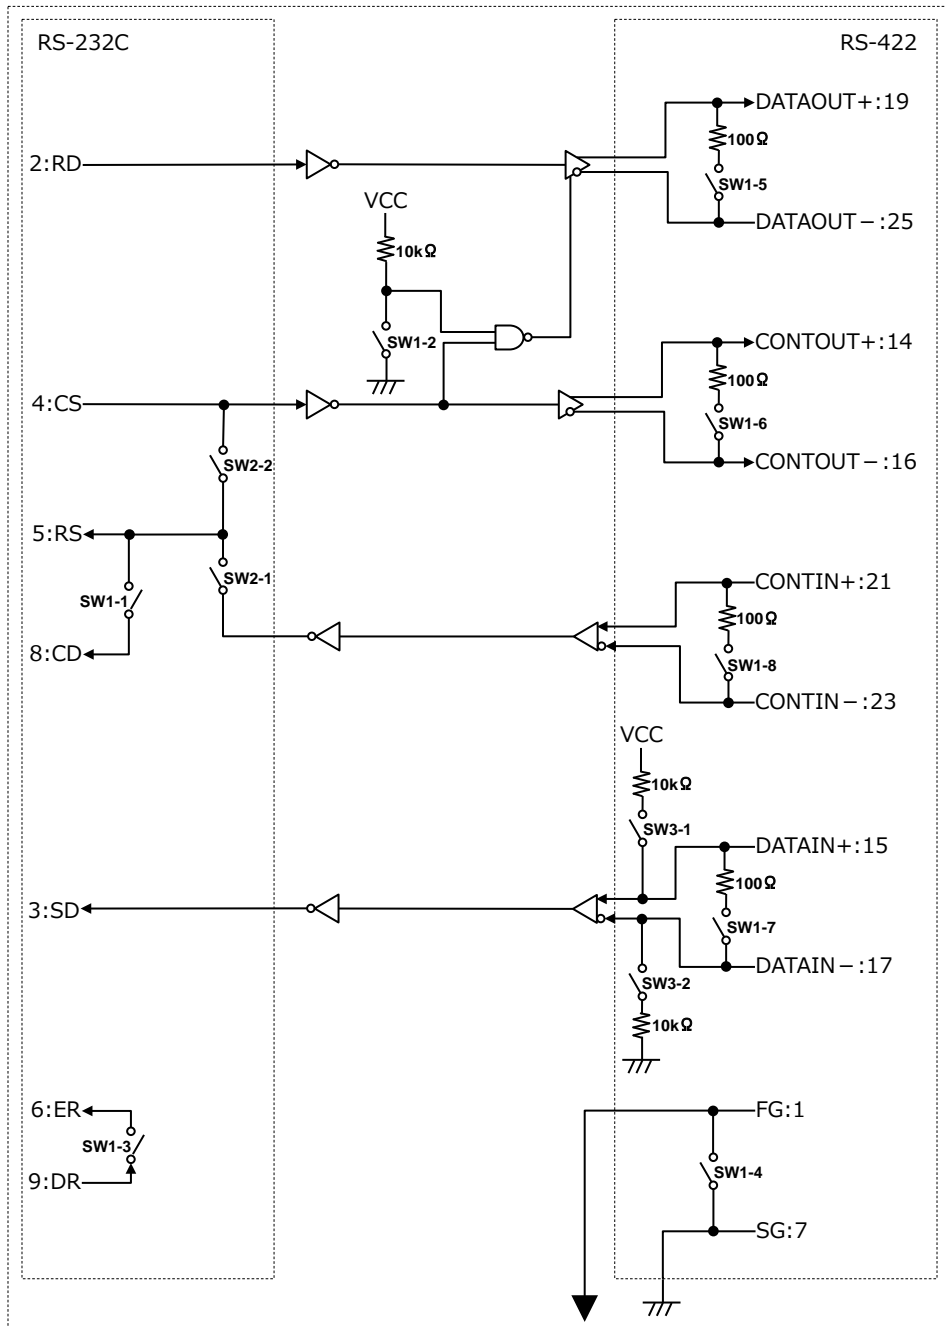 RS-232C
RS-422
DATAOUT+:19
100Ω
2:RD
SW1-5
VCC
DATAOUT−:25
10kΩ
SW1-2
CONTOUT+:14
100Ω
4:CS
SW1-6
SW2-2
CONTOUT−:16
5:RS
SW2-1
CONTIN+:21
SW1-1
100Ω
8:CD
SW1-8
CONTIN−:23
VCC
10kΩ
SW3-1
DATAIN+:15
100Ω
3:SD
SW1-7
DATAIN−:17
SW3-2
10kΩ
6:ER
FG:1
SW1-3
SW1-4
9:DR
SG:7